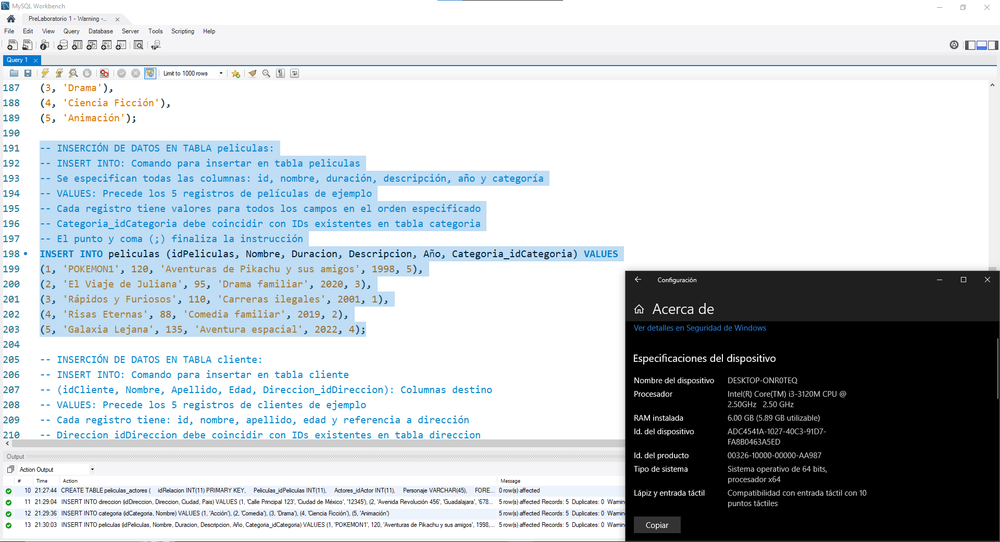 MySQL Workbench
PreLaboratorio 1 - Warning -...
File Edit View Query Database Server Tools Scripting Help
Query 1
Limit to 1000 rows
187 (3, 'Drama'),
188 (4, 'Ciencia Ficción'),
189 (5, 'Animación');
190
191 -- INSERCIÓN DE DATOS EN TABLA peliculas:
192 -- INSERT INTO: Comando para insertar en tabla peliculas
193 -- Se especifican todas las columnas: id, nombre, duración, descripción, año y categoría
194 -- VALUES: Precede los 5 registros de películas de ejemplo
195 -- Cada registro tiene valores para todos los campos en el orden especificado
196 -- Categoria_idCategoria debe coincidir con IDs existentes en tabla categoria
197 -- El punto y coma (;) finaliza la instrucción
198 INSERT INTO peliculas (idPeliculas, Nombre, Duracion, Descripcion, Año, Categoria_idCategoria) VALUES
199 (1, 'POKEMON1', 120, 'Aventuras de Pikachu y sus amigos', 1998, 5),
200 (2, 'El Viaje de Juliana', 95, 'Drama familiar', 2020, 3),
201 (3, 'Rápidos y Furiosos', 110, 'Carreras ilegales', 2001, 1),
202 (4, 'Risas Eternas', 88, 'Comedia familiar', 2019, 2),
203 (5, 'Galaxia Lejana', 135, 'Aventura espacial', 2022, 4);
204
205 -- INSERCIÓN DE DATOS EN TABLA cliente:
206 -- INSERT INTO: Comando para insertar en tabla cliente
207 -- (idCliente, Nombre, Apellido, Edad, Direccion_idDireccion): Columnas destino
208 -- VALUES: Precede los 5 registros de clientes de ejemplo
209 -- Cada registro tiene: id, nombre, apellido, edad y referencia a dirección
210 -- Direccion idDireccion debe coincidir con IDs existentes en tabla direccion
Output
Action Output
# Time Action Message
10 21:27:44 CREATE TABLE peliculas_actores ( idRelacion INT(11) PRIMARY KEY, Peliculas_idPeliculas INT(11), Actores_idActor INT(11), Personaje VARCHAR(45), FORE... 0 row(s) affected
11 21:29:04 INSERT INTO direccion (idDireccion, Direccion, Ciudad, Pais) VALUES (1, 'Calle Principal 123', 'Ciudad de México', '12345'), (2, 'Avenida Revolución 456', 'Guadalajara', '678... 5 row(s) affected Records: 5 Duplicates: 0 Warnin
12 21:29:36 INSERT INTO categoria (idCategoria, Nombre) VALUES (1, 'Acción'), (2, 'Comedia'), (3, 'Drama'), (4, 'Ciencia Ficción'), (5, 'Animación') 5 row(s) affected Records: 5 Duplicates: 0 Warnin
13 21:30:03 INSERT INTO peliculas (idPeliculas, Nombre, Duracion, Descripcion, Año, Categoria_idCategoria) VALUES (1, 'POKEMON1', 120, 'Aventuras de Pikachu y sus amigos', 1998,... 5 row(s) affected Records: 5 Duplicates: 0 Warnin
Configuración
Acerca de
Ver detalles en Seguridad de Windows
Especificaciones del dispositivo
Nombre del dispositivo DESKTOP-ONR0TEQ
Procesador Intel(R) Core(TM) i3-3120M CPU @
2.50GHz 2.50 GHz
RAM instalada 6.00 GB (5.89 GB utilizable)
Id. del dispositivo ADC4541A-1027-40C3-91D7-
FA8B0463A5ED
Id. del producto 00326-10000-00000-AA987
Tipo de sistema Sistema operativo de 64 bits,
procesador x64
Lápiz y entrada táctil Compatibilidad con entrada táctil con 10
puntos táctiles
Copiar